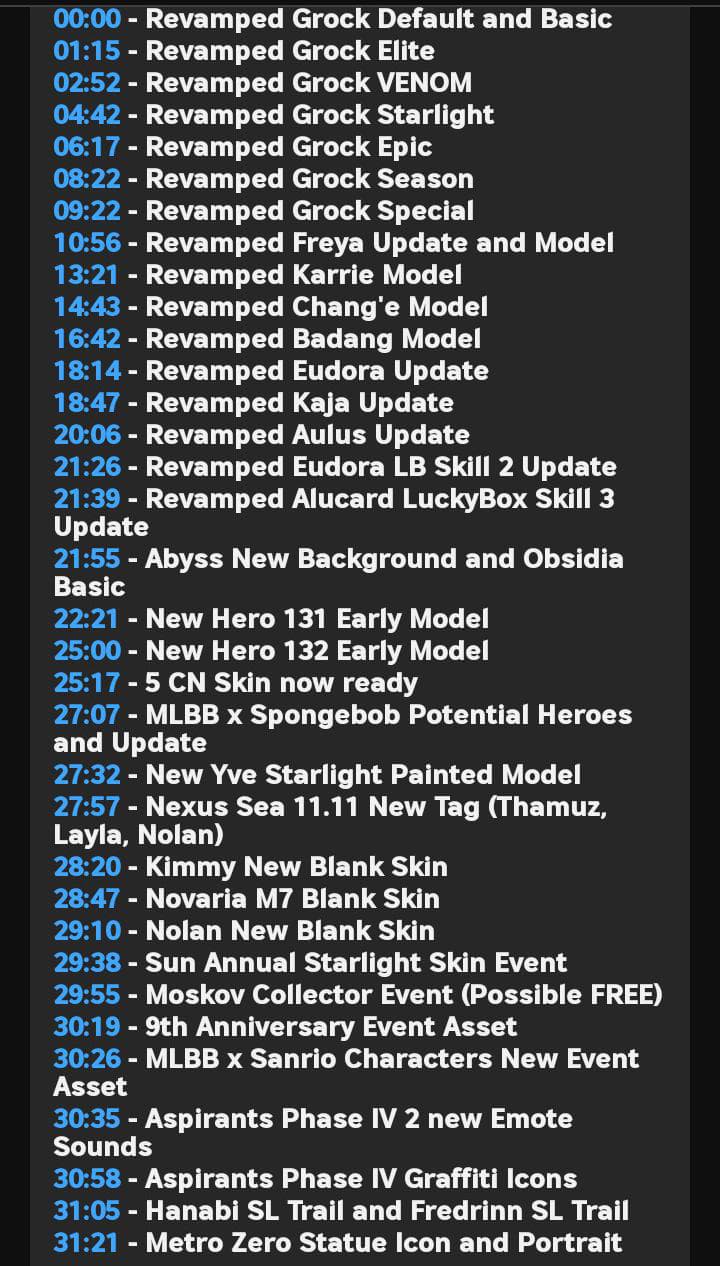 00:00 - Revamped Grock Default and Basic
01:15 - Revamped Grock Elite
02:52 - Revamped Grock VENOM
04:42 - Revamped Grock Starlight
06:17 - Revamped Grock Epic
08:22 - Revamped Grock Season
09:22 - Revamped Grock Special
10:56 - Revamped Freya Update and Model
13:21 - Revamped Karrie Model
14:43 - Revamped Chang'e Model
16:42 - Revamped Badang Model
18:14 - Revamped Eudora Update
18:47 - Revamped Kaja Update
20:06 - Revamped Aulus Update
21:26 - Revamped Eudora LB Skill 2 Update
21:39 - Revamped Alucard LuckyBox Skill 3
Update
21:55 - Abyss New Background and Obsidia
Basic
22:21 - New Hero 131 Early Model
25:00 - New Hero 132 Early Model
25:17 - 5 CN Skin now ready
27:07 - MLBB x Spongebob Potential Heroes
and Update
27:32 - New Yve Starlight Painted Model
27:57 - Nexus Sea 11.11 New Tag (Thamuz,
Layla, Nolan)
28:20 - Kimmy New Blank Skin
28:47 - Novaria M7 Blank Skin
29:10 - Nolan New Blank Skin
29:38 - Sun Annual Starlight Skin Event
29:55 - Moskov Collector Event (Possible FREE)
30:19 - 9th Anniversary Event Asset
30:26 - MLBB x Sanrio Characters New Event
Asset
30:35 - Aspirants Phase IV 2 new Emote
Sounds
30:58 - Aspirants Phase IV Graffiti Icons
31:05 - Hanabi SL Trail and Fredrinn SL Trail
31:21 - Metro Zero Statue Icon and Portrait